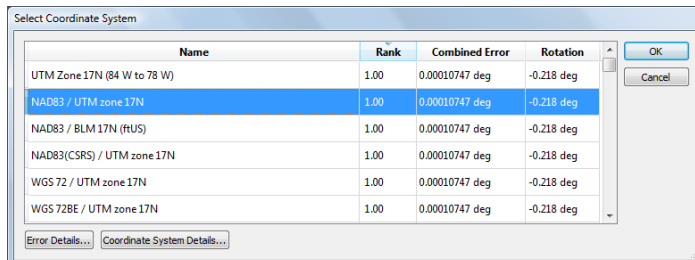 Select Coordinate System
Name Rank Combined Error Rotation
UTM Zone 17N (84 W to 78 W) 1.00 0.00010747 deg -0.218 deg
NAD83 / UTM zone 17N 1.00 0.00010747 deg -0.218 deg
NAD83 / BLM 17N (ftUS) 1.00 0.00010747 deg -0.218 deg
NAD83(CSRS) / UTM zone 17N 1.00 0.00010747 deg -0.218 deg
WGS 72 / UTM zone 17N 1.00 0.00010747 deg -0.218 deg
WGS 72BE / UTM zone 17N 1.00 0.00010747 deg -0.218 deg
OK
Cancel
Error Details... Coordinate System Details...